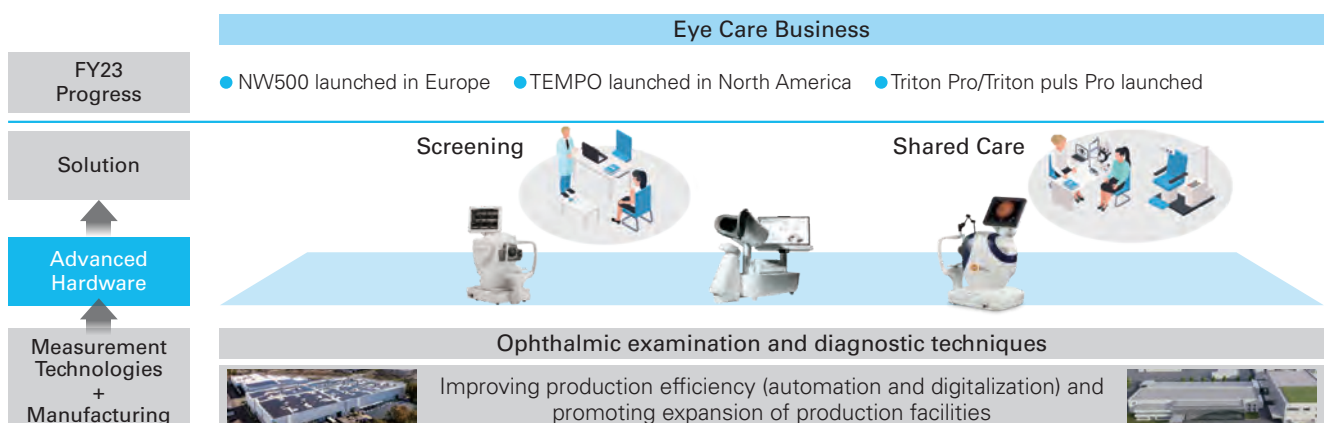 Eye Care Business
FY23
Progress
NW500 launched in Europe
TEMPO launched in North America
Triton Pro/Triton puls Pro launched
Solution
Screening
Shared Care
Advanced
Hardware
Measurement
Technologies
+
Manufacturing
Ophthalmic examination and diagnostic techniques
Improving production efficiency (automation and digitalization) and
promoting expansion of production facilities